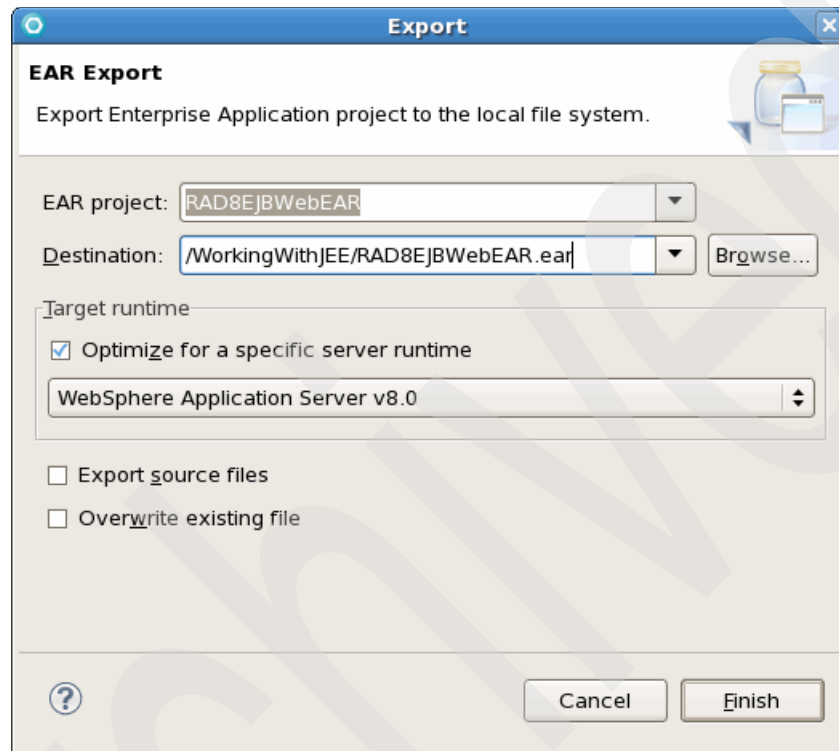 Export
EAR Export
Export Enterprise Application project to the local file system.
EAR project: RAD8EJBWebEAR
Destination: /WorkingWithJEE/RAD8EJBWebEAR.ear Browse...
Target runtime
Optimize for a specific server runtime
WebSphere Application Server v8.0
Export source files
Overwrite existing file
? Cancel Finish